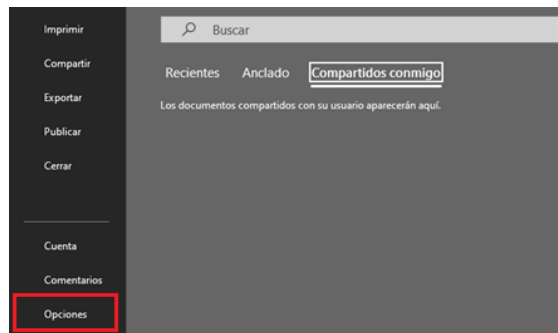 Imprimir
Compartir
Exportar
Publicar
Cerrar
Cuenta
Comentarios
Opciones
Buscar
Recientes Anclado Compartidos conmigo
Los documentos compartidos con su usuario aparecerán aquí.